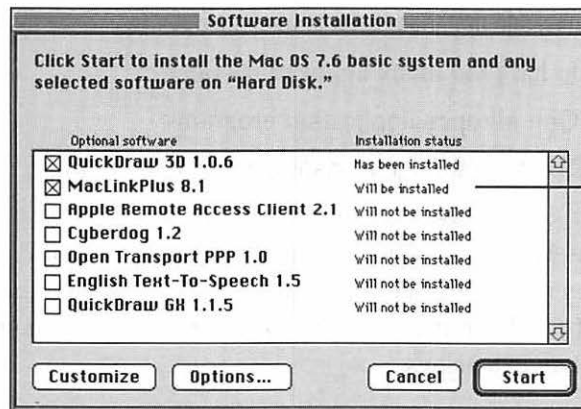 Software Installation
Click Start to install the Mac OS 7.6 basic system and any
selected software on “Hard Disk.”
Optional software Installation status
QuickDraw 3D 1.0.6 Has been installed
MacLinkPlus 8.1 Will be installed
Apple Remote Access Client 2.1 Will not be installed
Cyberdog 1.2 Will not be installed
Open Transport PPP 1.0 Will not be installed
English Text-To-Speech 1.5 Will not be installed
QuickDraw GX 1.1.5 Will not be installed
Customize Options... Cancel Start